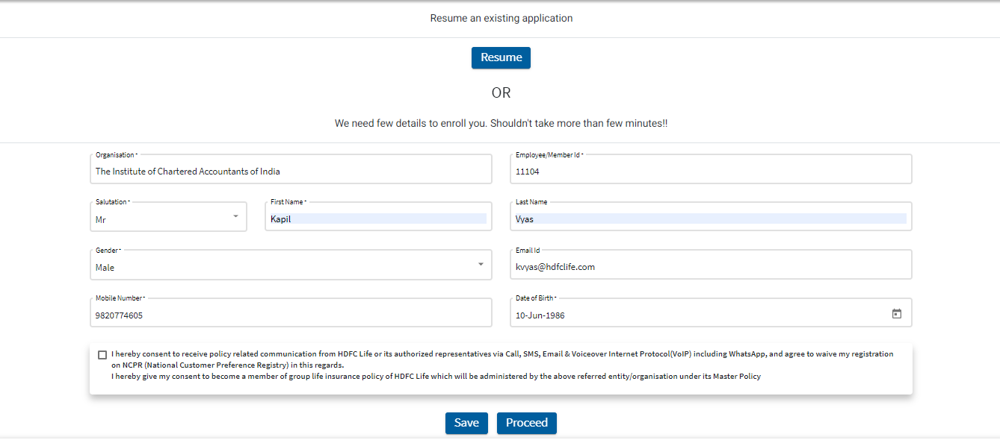 Resume an existing application
Resume
OR
We need few details to enroll you. Shouldn't take more than few minutes!!
Organisation *
The Institute of Chartered Accountants of India
Employee/Member Id *
11104
Salutation *
Mr
First Name *
Kapil
Last Name
Vyas
Gender *
Male
Email Id
kvyas@hdfclife.com
Mobile Number *
9820774605
Date of Birth *
10-Jun-1986
I hereby consent to receive policy related communication from HDFC Life or its authorized representatives via Call, SMS, Email & Voiceover Internet Protocol(VoIP) including WhatsApp, and agree to waive my registration
on NCPR (National Customer Preference Registry) in this regards.
I hereby give my consent to become a member of group life insurance policy of HDFC Life which will be administered by the above referred entity/organisation under its Master Policy
Save
Proceed